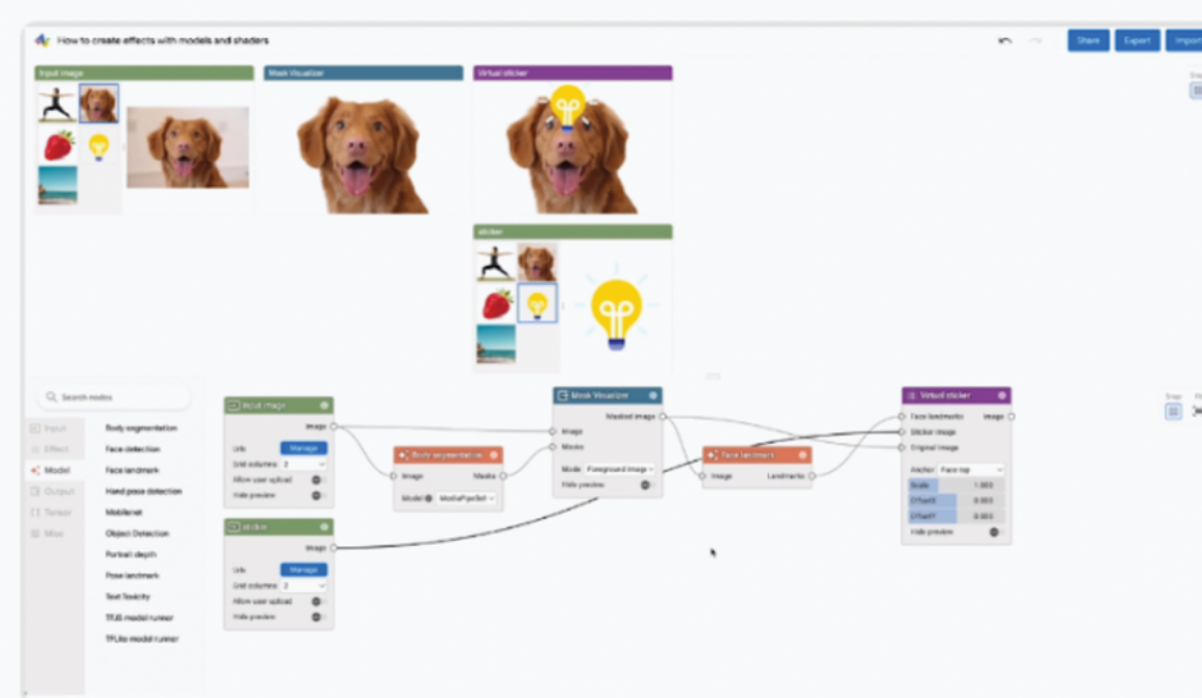 How to create effects with models and shaders
Share
Export
Import
Input image
Mask Visualizer
Virtual sticker
sticker
Search nodes
Input
Effect
Model
Output
Tensor
Misc
Body segmentation
Face detection
Face landmark
Hand pose detection
Mobilenet
Object Detection
Portrait depth
Pose landmark
Text Toxicity
TFJS model runner
TFLite model runner
Input image
Image
Urls
Manage
Grid columns 2
Allow user upload
Hide preview
sticker
Image
Urls
Manage
Grid columns 2
Allow user upload
Hide preview
Body segmentation
Image
Masks
Model
Mask Visualizer
Masked image
Image
Masks
Mode Foreground image
Hide preview
Face landmark
Image
Landmarks
Virtual sticker
Face landmarks
Image
Sticker image
Original image
Anchor Face top
Scale 1.000
OffsetX 0.000
OffsetY 0.000
Hide preview
Snap